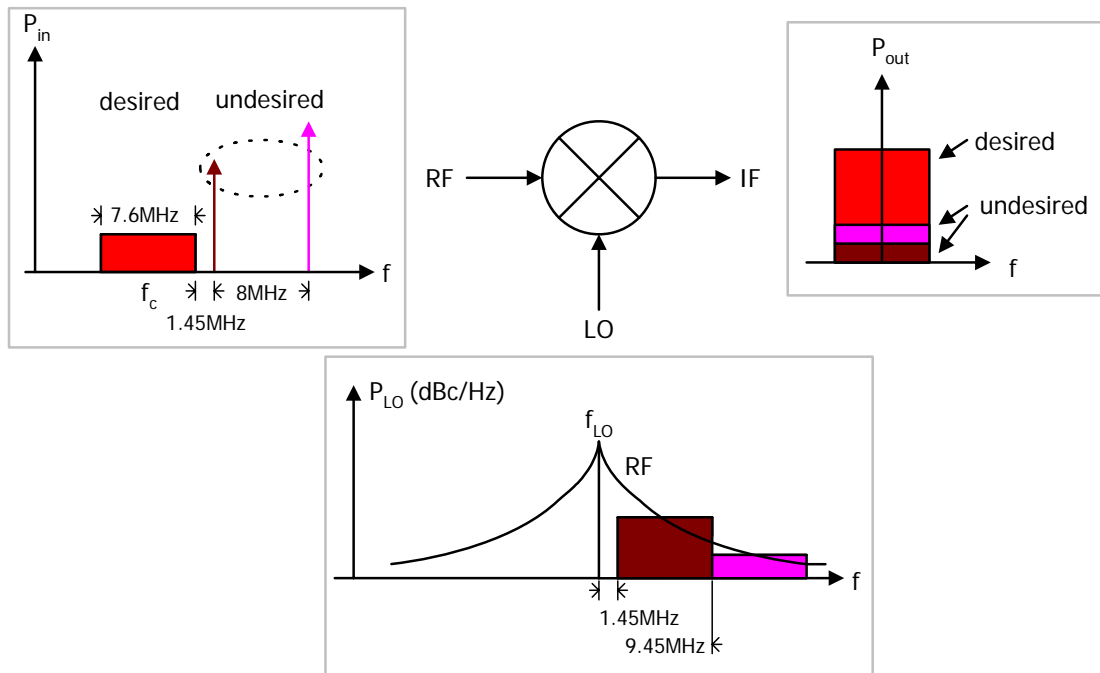 P_in
desired undesired
7.6MHz
f
f_c
8MHz
1.45MHz
RF
IF
LO
P_out
desired
undesired
f
P_LO (dBc/Hz)
f_LO
RF
f
1.45MHz
9.45MHz